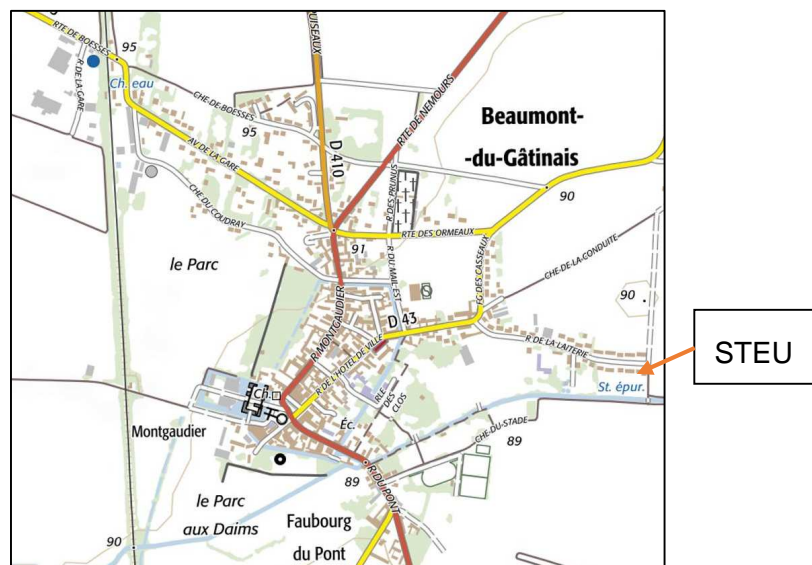 RTE DE BOESSES
95
R DE LA GARE
Ch. eau
CHE DE BOESSES
95
D 410
RTE DE NEMOURS
Beaumont-
-du-Gâtinais
AV DE LA GARE
CHE DU COUDRAY
R DES PRUNUS
90
RTE DES ORMEAUX
91
le Parc
R DU MAIL EST
FG DES CASSEAUX
CHE DE LA CONDUITE
90
R MONTGAUDIER
D 43
R DE LA LAITERIE
STEU
R DE L'HÔTEL DE VILLE
Ch.
St. épur.
RLE
DES
CLOS
Montgaudier
Éc.
CHE DU STADE
89
89
R DU PONT
le Parc
aux Daims
Faubourg
du Pont
90